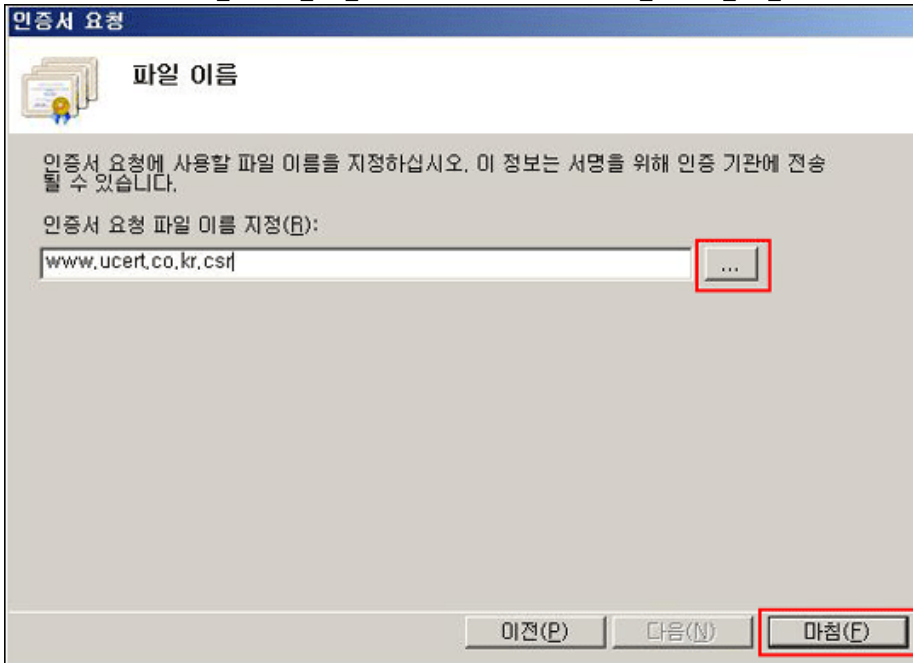 인증서 요청
파일 이름
인증서 요청에 사용할 파일 이름을 지정하십시오. 이 정보는 서명을 위해 인증 기관에 전송
될 수 있습니다.
인증서 요청 파일 이름 지정(R):
www.ucert.co.kr.csr
...
이전(P) 다음(N) 마침(F)